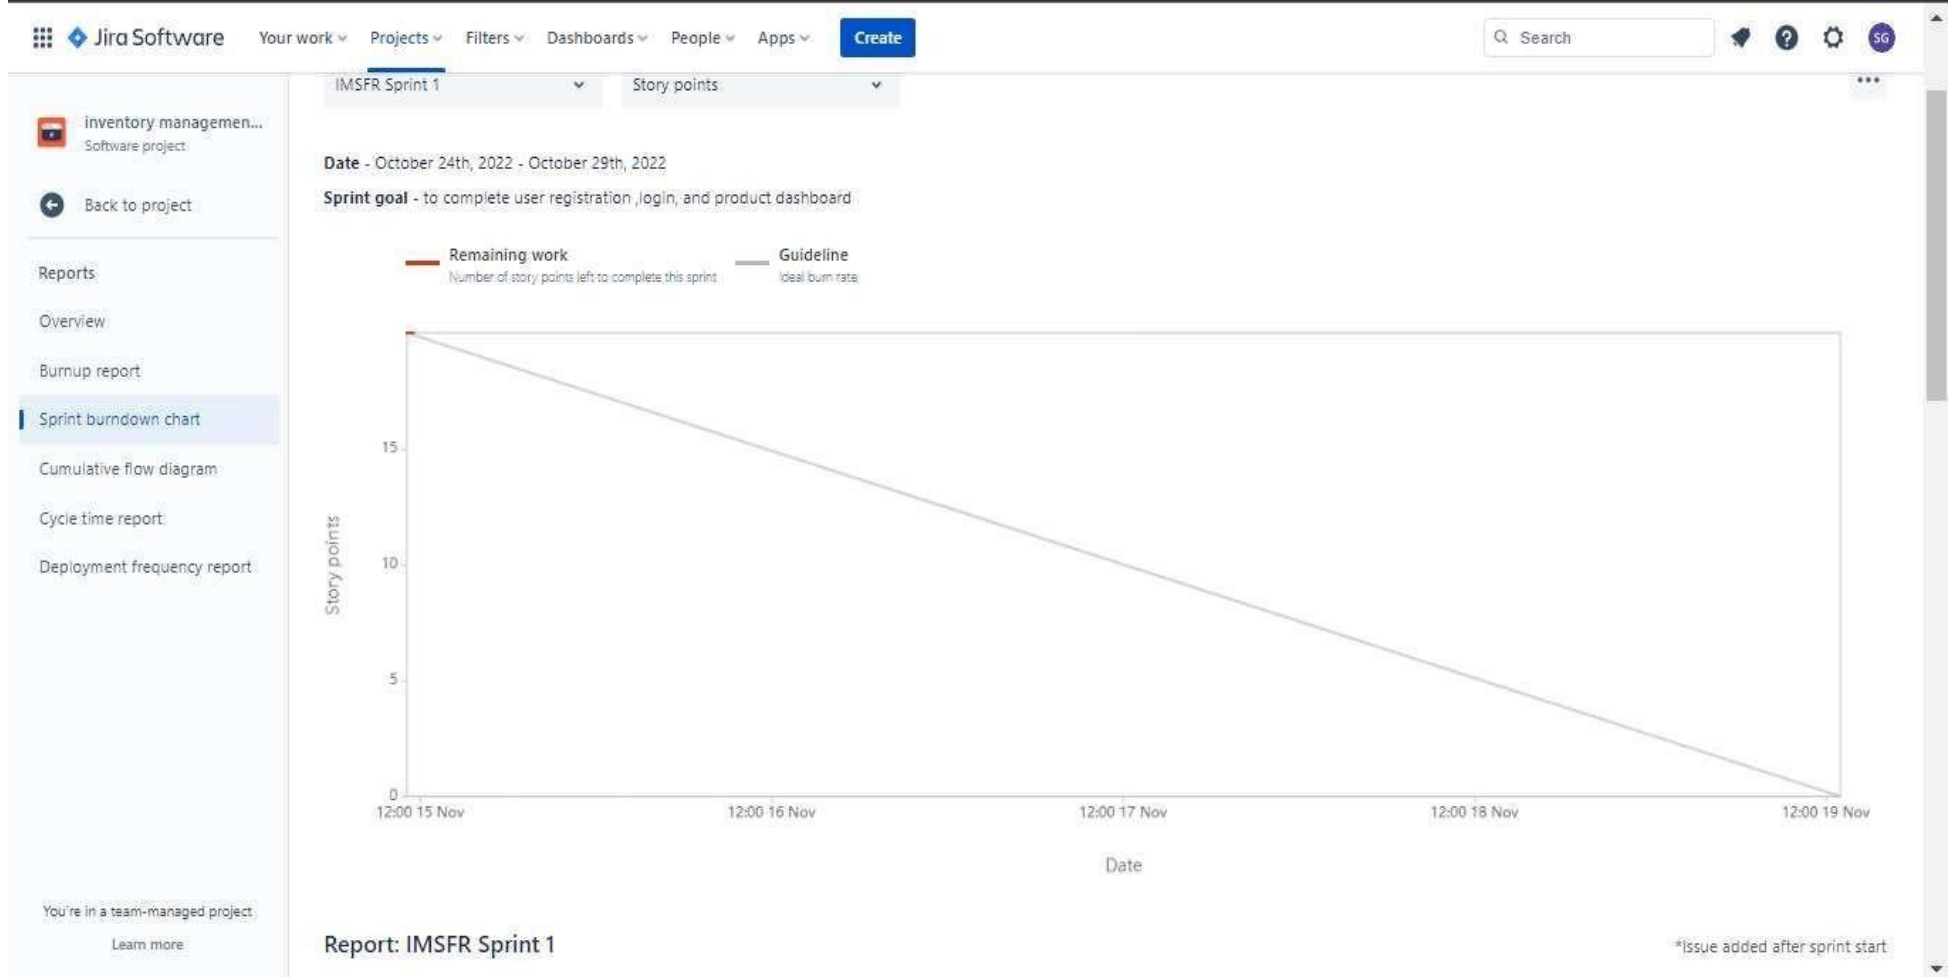 Jira Software Your work Projects Filters Dashboards People Apps Create Search SG
IMSFR Sprint 1 Story points
inventory managemen...
Software project
Back to project
Reports
Overview
Burnup report
Sprint burndown chart
Cumulative flow diagram
Cycle time report
Deployment frequency report
You're in a team-managed project
Learn more
Date - October 24th, 2022 - October 29th, 2022
Sprint goal - to complete user registration ,login, and product dashboard
Remaining work
Number of story points left to complete this sprint
Guideline
Ideal burn rate
Story points
15
10
5
0
12:00 15 Nov 12:00 16 Nov 12:00 17 Nov 12:00 18 Nov 12:00 19 Nov
Date
Report: IMSFR Sprint 1
*Issue added after sprint start